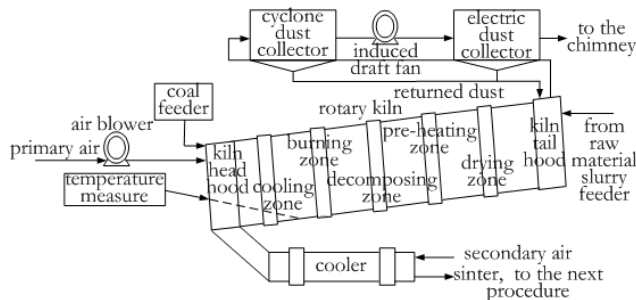 cyclone
dust
collector
electric
dust
collector
to the
chimney
induced
draft fan
returned dust
coal
feeder
rotary kiln
air blower
primary air
temperature
measure
kiln
head
hood
cooling
zone
burning
zone
decomposing
zone
pre-heating
zone
drying
zone
kiln
tail
hood
from
raw
material
slurry
feeder
cooler
secondary air
sinter, to the next
procedure